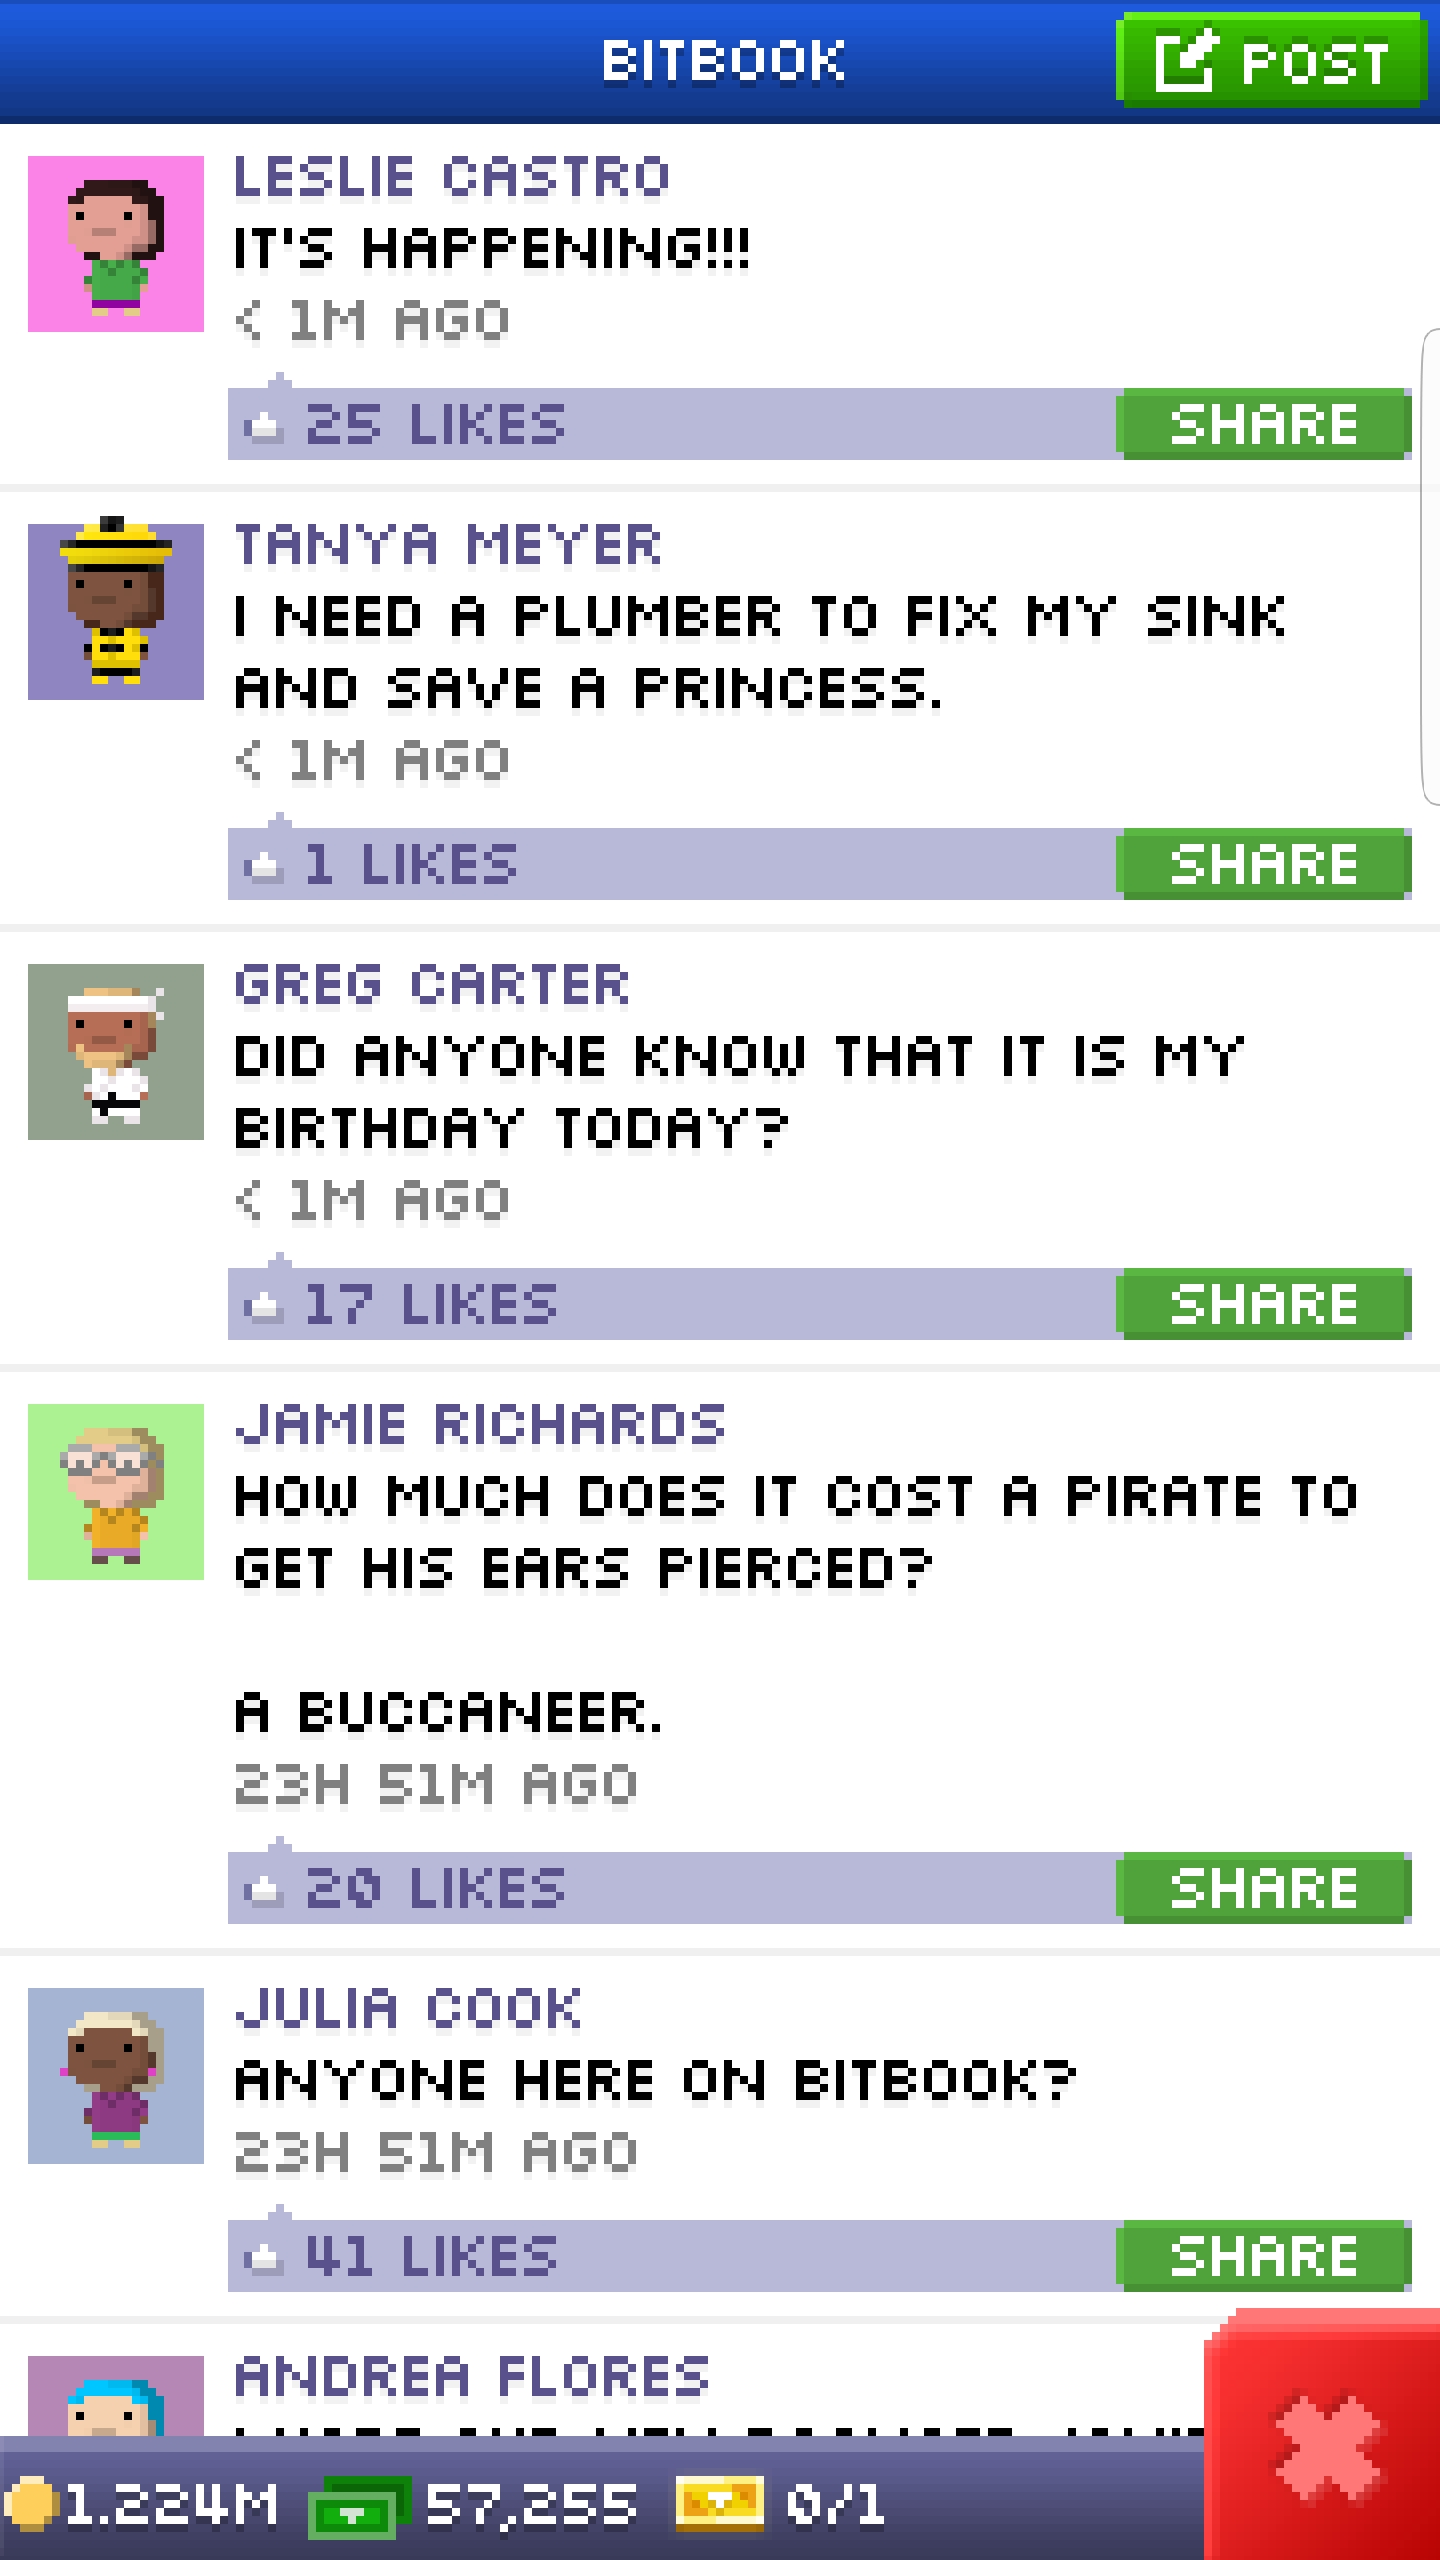 BITBOOK
POST
LESLIE CASTRO
IT'S HAPPENING!!!
< 1M AGO
25 LIKES
SHARE
TANYA MEYER
I NEED A PLUMBER TO FIX MY SINK
AND SAVE A PRINCESS.
< 1M AGO
1 LIKES
SHARE
GREG CARTER
DID ANYONE KNOW THAT IT IS MY
BIRTHDAY TODAY?
< 1M AGO
17 LIKES
SHARE
JAMIE RICHARDS
HOW MUCH DOES IT COST A PIRATE TO
GET HIS EARS PIERCED?
A BUCCANEER.
23H 51M AGO
20 LIKES
SHARE
JULIA COOK
ANYONE HERE ON BITBOOK?
23H 51M AGO
41 LIKES
SHARE
ANDREA FLORES
1.224M 57,255 0/1